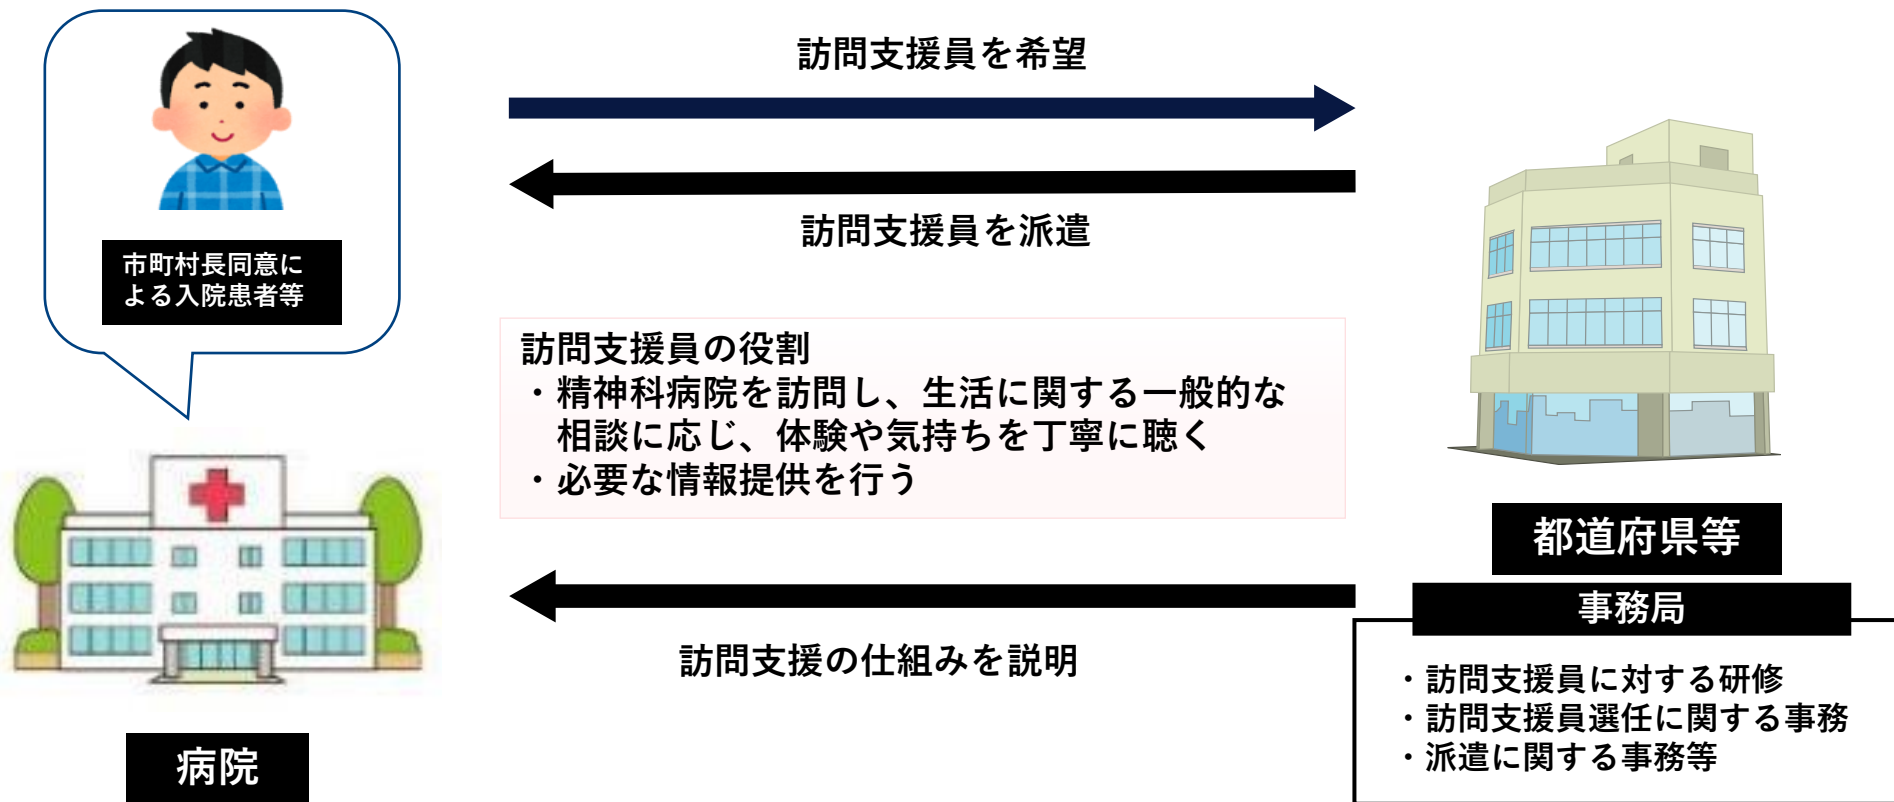 訪問支援員を希望
訪問支援員を派遣
市町村長同意に
よる入院患者等
訪問支援員の役割
・精神科病院を訪問し、生活に関する一般的な
相談に応じ、体験や気持ちを丁寧に聴く
・必要な情報提供を行う
都道府県等
事務局
訪問支援の仕組みを説明
・訪問支援員に対する研修
・訪問支援員選任に関する事務
・派遣に関する事務等
病院